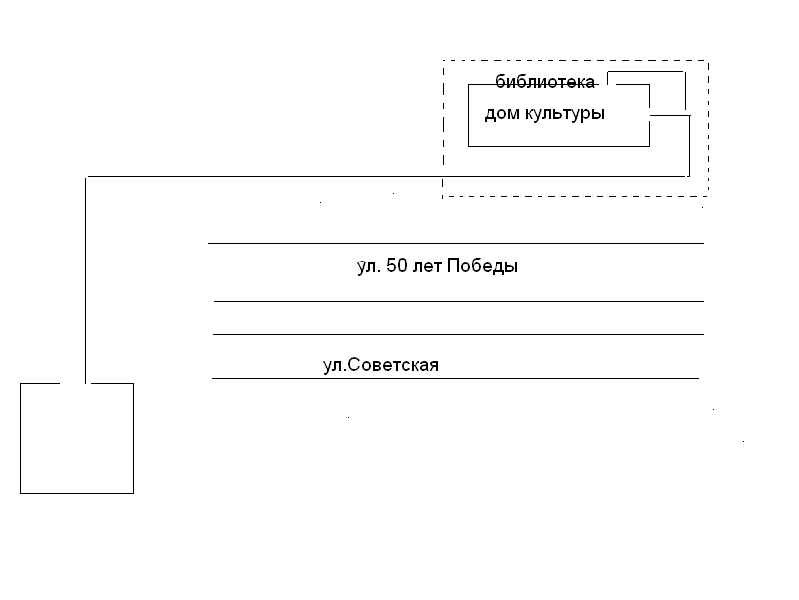 библиотека
дом культуры
ул. 50 лет Победы
ул.Советская